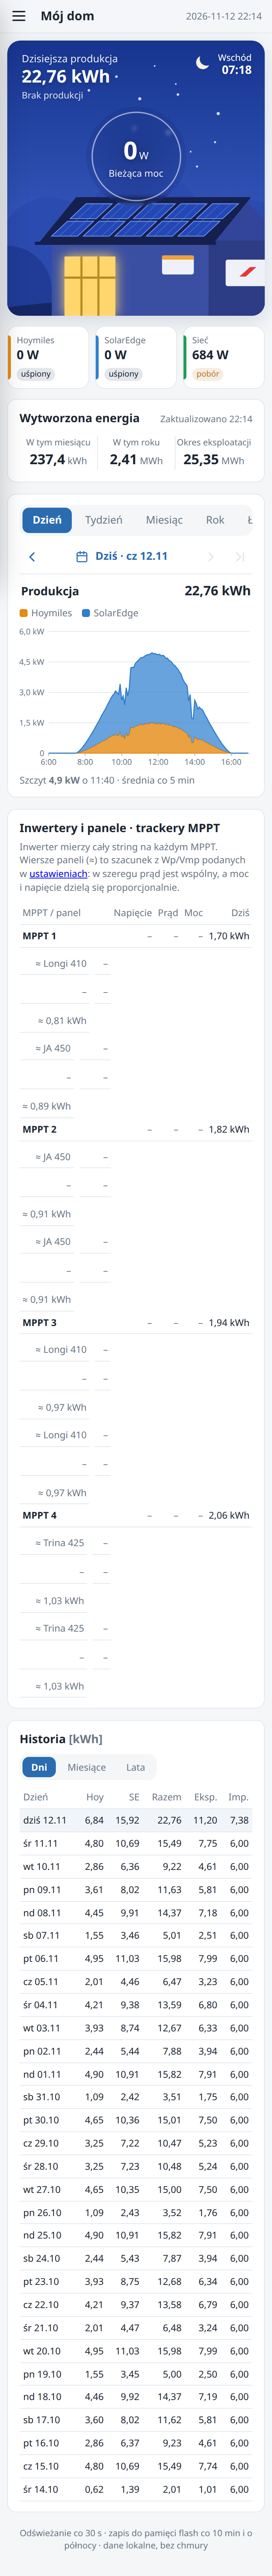 Mój dom
2026-11-12 22:14
Dzisiejsza produkcja
22,76 kWh
Brak produkcji
Wschód
07:18
0 W
Bieżąca moc
Hoymiles
0 W
uśpiony
SolarEdge
0 W
uśpiony
Sieć
684 W
pobór
Wytworzona energia
Zaktualizowano 22:14
W tym miesiącu
237,4 kWh
W tym roku
2,41 MWh
Okres eksploatacji
25,35 MWh
Dzień Tydzień Miesiąc Rok
Dziś · cz 12.11
Produkcja
22,76 kWh
Hoymiles SolarEdge
6,0 kW
4,5 kW
3,0 kW
1,5 kW
0
6:00 8:00 10:00 12:00 14:00 16:00
Szczyt 4,9 kW o 11:40 · średnia co 5 min
Inwertery i panele · trackery MPPT
Inwerter mierzy cały string na każdym MPPT.
Wiersze paneli (≈) to szacunek z Wp/Vmp podanych
w ustawieniach: w szeregu prąd jest wspólny, a moc
i napięcie dzielą się proporcjonalnie.
MPPT / panel Napięcie Prąd Moc Dziś
MPPT 1 – – – 1,70 kWh
≈ Longi 410 –
– –
≈ 0,81 kWh
≈ JA 450 –
– –
≈ 0,89 kWh
MPPT 2 – – – 1,82 kWh
≈ JA 450 –
– –
≈ 0,91 kWh
≈ JA 450 –
– –
≈ 0,91 kWh
MPPT 3 – – – 1,94 kWh
≈ Longi 410 –
– –
≈ 0,97 kWh
≈ Longi 410 –
– –
≈ 0,97 kWh
MPPT 4 – – – 2,06 kWh
≈ Trina 425 –
– –
≈ 1,03 kWh
≈ Trina 425 –
– –
≈ 1,03 kWh
Historia [kWh]
Dni Miesiące Lata
Dzień Hoy SE Razem Eksp. Imp.
dziś 12.11 6,84 15,92 22,76 11,20 7,38
śr 11.11 4,80 10,69 15,49 7,75 6,00
wt 10.11 2,86 6,36 9,22 4,61 6,00
pn 09.11 3,61 8,02 11,63 5,81 6,00
nd 08.11 4,45 9,91 14,37 7,18 6,00
sb 07.11 1,55 3,46 5,01 2,51 6,00
pt 06.11 4,95 11,03 15,98 7,99 6,00
cz 05.11 2,01 4,46 6,47 3,23 6,00
śr 04.11 4,21 9,38 13,59 6,80 6,00
wt 03.11 3,93 8,74 12,67 6,33 6,00
pn 02.11 2,44 5,44 7,88 3,94 6,00
nd 01.11 4,90 10,91 15,82 7,91 6,00
sb 31.10 1,09 2,42 3,51 1,75 6,00
pt 30.10 4,65 10,36 15,01 7,50 6,00
cz 29.10 3,25 7,22 10,47 5,23 6,00
śr 28.10 3,25 7,23 10,48 5,24 6,00
wt 27.10 4,65 10,35 15,00 7,50 6,00
pn 26.10 1,09 2,43 3,52 1,76 6,00
nd 25.10 4,90 10,91 15,82 7,91 6,00
sb 24.10 2,44 5,43 7,87 3,94 6,00
pt 23.10 3,93 8,75 12,68 6,34 6,00
cz 22.10 4,21 9,37 13,58 6,79 6,00
śr 21.10 2,01 4,47 6,48 3,24 6,00
wt 20.10 4,95 11,03 15,98 7,99 6,00
pn 19.10 1,55 3,45 5,00 2,50 6,00
nd 18.10 4,46 9,92 14,37 7,19 6,00
sb 17.10 3,60 8,02 11,62 5,81 6,00
pt 16.10 2,86 6,37 9,23 4,61 6,00
cz 15.10 4,80 10,69 15,49 7,74 6,00
śr 14.10 0,62 1,39 2,01 1,01 6,00
Odświeżanie co 30 s · zapis do pamięci flash co 10 min i o
północy · dane lokalne, bez chmury